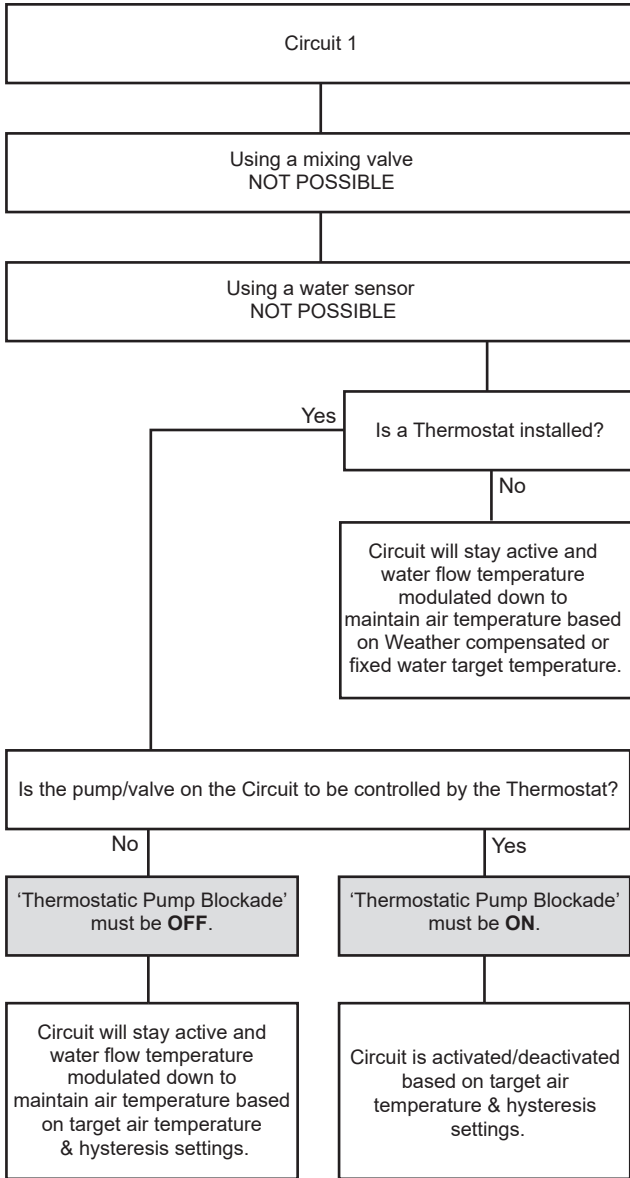 Circuit 1
Using a mixing valve
NOT POSSIBLE
Using a water sensor
NOT POSSIBLE
Yes
Is a Thermostat installed?
No
Circuit will stay active and
water flow temperature
modulated down to
maintain air temperature based
on Weather compensated or
fixed water target temperature.
Is the pump/valve on the Circuit to be controlled by the Thermostat?
No
Yes
'Thermostatic Pump Blockade'
must be OFF.
'Thermostatic Pump Blockade'
must be ON.
Circuit will stay active and
water flow temperature
modulated down to
maintain air temperature based
on target air temperature
& hysteresis settings.
Circuit is activated/deactivated
based on target air
temperature & hysteresis
settings.